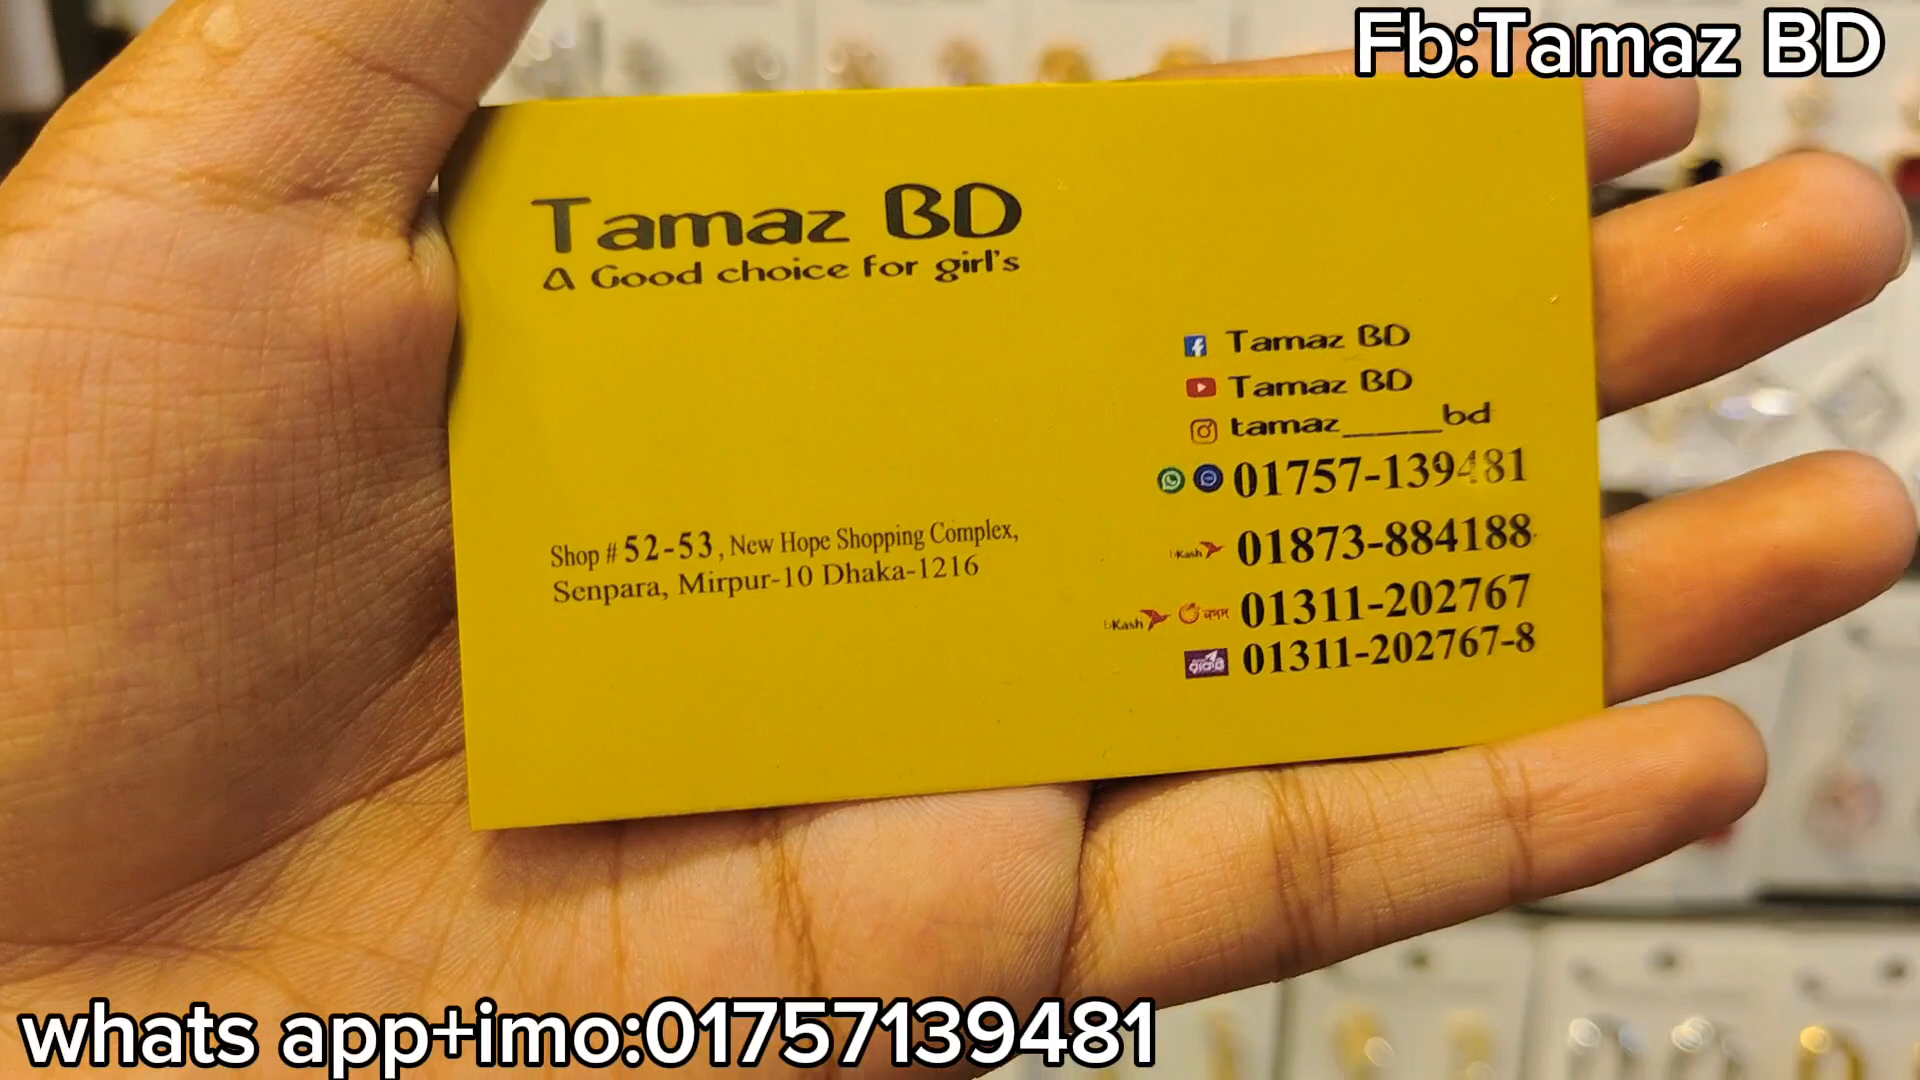 Fb:Tamaz BD
Tamaz BD
A Good choice for girl's
Tamaz BD
Tamaz BD
tamaz_____bd
01757-139481
Shop # 52-53, New Hope Shopping Complex,
Senpara, Mirpur-10 Dhaka-1216
bKash 01873-884188
bKash নগদ 01311-202767
রকেট 01311-202767-8
whats app+imo:01757139481